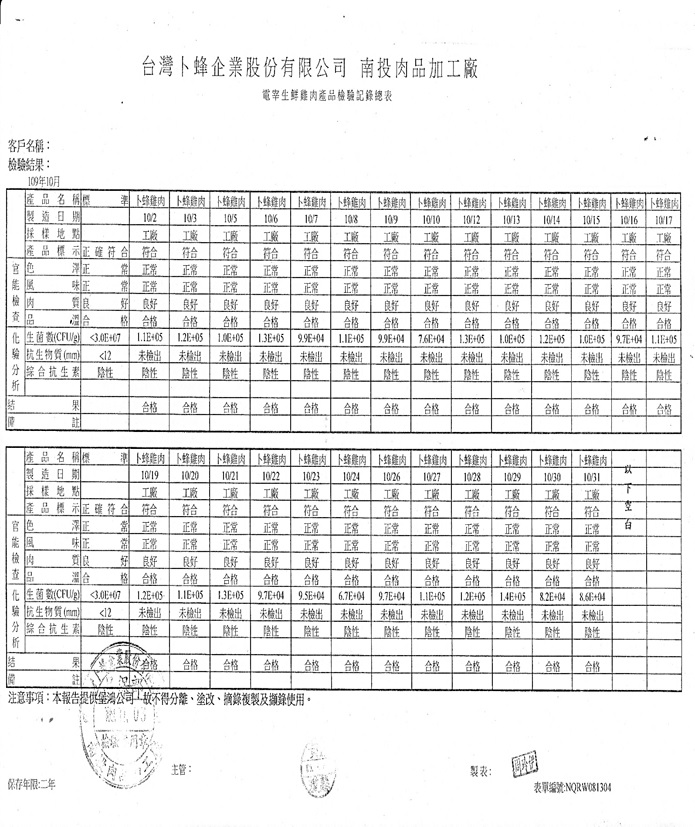 台灣卜蜂企業股份有限公司 南投肉品加工廠
電宰生鮮雞肉產品檢驗記錄總表
客戶名稱：
檢驗結果：
109年10月
產品名稱 標準 卜蜂雞肉 卜蜂雞肉 卜蜂雞肉 卜蜂雞肉 卜蜂雞肉 卜蜂雞肉 卜蜂雞肉 卜蜂雞肉 卜蜂雞肉 卜蜂雞肉 卜蜂雞肉 卜蜂雞肉 卜蜂雞肉 卜蜂雞肉
製造日期 10/2 10/3 10/5 10/6 10/7 10/8 10/9 10/10 10/12 10/13 10/14 10/15 10/16 10/17
採樣地點 工廠 工廠 工廠 工廠 工廠 工廠 工廠 工廠 工廠 工廠 工廠 工廠 工廠 工廠
產品標示 正確符合 符合 符合 符合 符合 符合 符合 符合 符合 符合 符合 符合 符合 符合 符合
官能檢查 色澤 正常 正常 正常 正常 正常 正常 正常 正常 正常 正常 正常 正常 正常 正常 正常
風味 正常 正常 正常 正常 正常 正常 正常 正常 正常 正常 正常 正常 正常 正常 正常
肉質 良好 良好 良好 良好 良好 良好 良好 良好 良好 良好 良好 良好 良好 良好 良好
品溫 合格 合格 合格 合格 合格 合格 合格 合格 合格 合格 合格 合格 合格 合格 合格
化驗分析 生菌數(CFU/g) <3.0E+07 1.1E+05 1.2E+05 1.0E+05 1.3E+05 9.9E+04 1.1E+05 9.9E+04 7.6E+04 1.3E+05 1.0E+05 1.2E+05 1.0E+05 9.7E+04 1.1E+05
抗生物質(mm) <12 未檢出 未檢出 未檢出 未檢出 未檢出 未檢出 未檢出 未檢出 未檢出 未檢出 未檢出 未檢出 未檢出 未檢出
綜合抗生素 陰性 陰性 陰性 陰性 陰性 陰性 陰性 陰性 陰性 陰性 陰性 陰性 陰性 陰性 陰性
結果 合格 合格 合格 合格 合格 合格 合格 合格 合格 合格 合格 合格 合格 合格
備註
產品名稱 標準 卜蜂雞肉 卜蜂雞肉 卜蜂雞肉 卜蜂雞肉 卜蜂雞肉 卜蜂雞肉 卜蜂雞肉 卜蜂雞肉 卜蜂雞肉 卜蜂雞肉 卜蜂雞肉 以下空白
製造日期 10/19 10/20 10/21 10/22 10/23 10/24 10/26 10/27 10/28 10/29 10/30 10/31
採樣地點 工廠 工廠 工廠 工廠 工廠 工廠 工廠 工廠 工廠 工廠 工廠 工廠
產品標示 正確符合 符合 符合 符合 符合 符合 符合 符合 符合 符合 符合 符合 符合
官能檢查 色澤 正常 正常 正常 正常 正常 正常 正常 正常 正常 正常 正常 正常 正常
風味 正常 正常 正常 正常 正常 正常 正常 正常 正常 正常 正常 正常 正常
肉質 良好 良好 良好 良好 良好 良好 良好 良好 良好 良好 良好 良好 良好
品溫 合格 合格 合格 合格 合格 合格 合格 合格 合格 合格 合格 合格 合格
化驗分析 生菌數(CFU/g) <3.0E+07 1.2E+05 1.1E+05 1.3E+05 9.7E+04 9.5E+04 6.7E+04 9.7E+04 1.1E+05 1.2E+05 1.4E+05 8.2E+04 8.6E+04
抗生物質(mm) <12 未檢出 未檢出 未檢出 未檢出 未檢出 未檢出 未檢出 未檢出 未檢出 未檢出 未檢出 未檢出
綜合抗生素 陰性 陰性 陰性 陰性 陰性 陰性 陰性 陰性 陰性 陰性 陰性 陰性 陰性
結果 合格 合格 合格 合格 合格 合格 合格 合格 合格 合格 合格 合格
備註
注意事項：本報告提供 鴻公司 故不得分離、塗改、摘錄複製及擷錄使用。
主管：
製表：
保存年限:二年
表單編號:NQRW081304